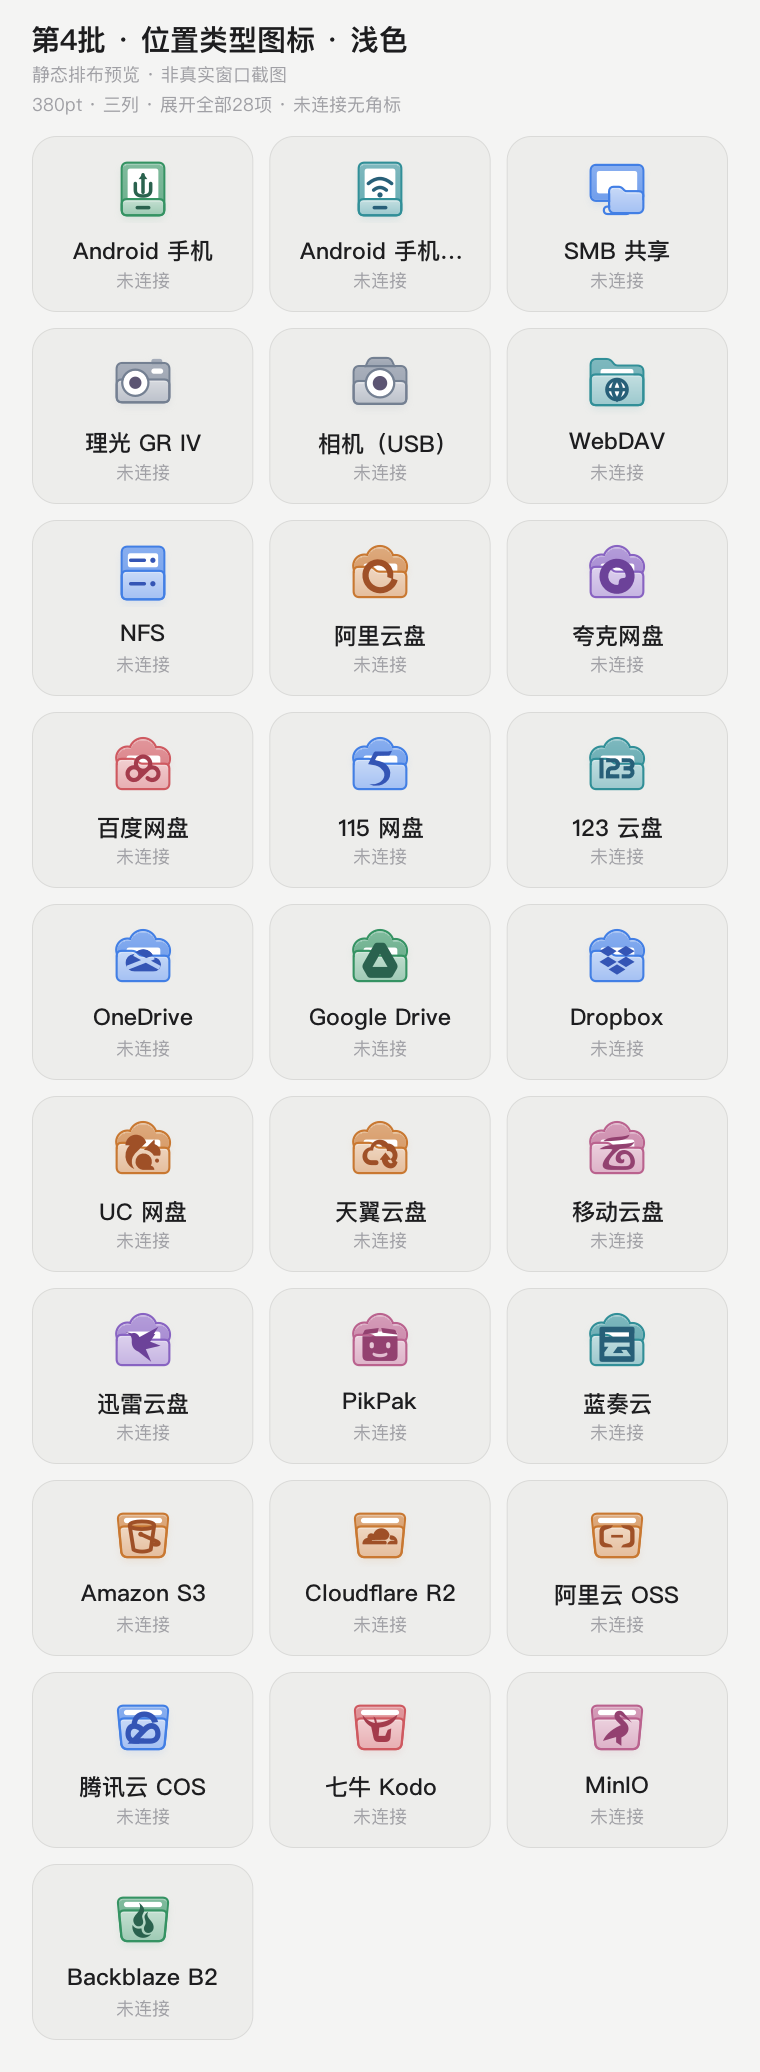 第4批 · 位置类型图标 · 浅色
静态排布预览 · 非真实窗口截图
380pt · 三列 · 展开全部28项 · 未连接无角标
Android 手机
Android 手机…
SMB 共享
未连接
未连接
未连接
理光 GR IV
相机（USB）
WebDAV
未连接
未连接
未连接
NFS
阿里云盘
夸克网盘
未连接
未连接
未连接
123
百度网盘
115 网盘
123 云盘
未连接
未连接
未连接
OneDrive
Google Drive
Dropbox
未连接
未连接
未连接
UC 网盘
天翼云盘
移动云盘
未连接
未连接
未连接
迅雷云盘
PikPak
蓝奏云
未连接
未连接
未连接
Amazon S3
Cloudflare R2
阿里云 OSS
未连接
未连接
未连接
腾讯云 COS
七牛 Kodo
MinIO
未连接
未连接
未连接
Backblaze B2
未连接